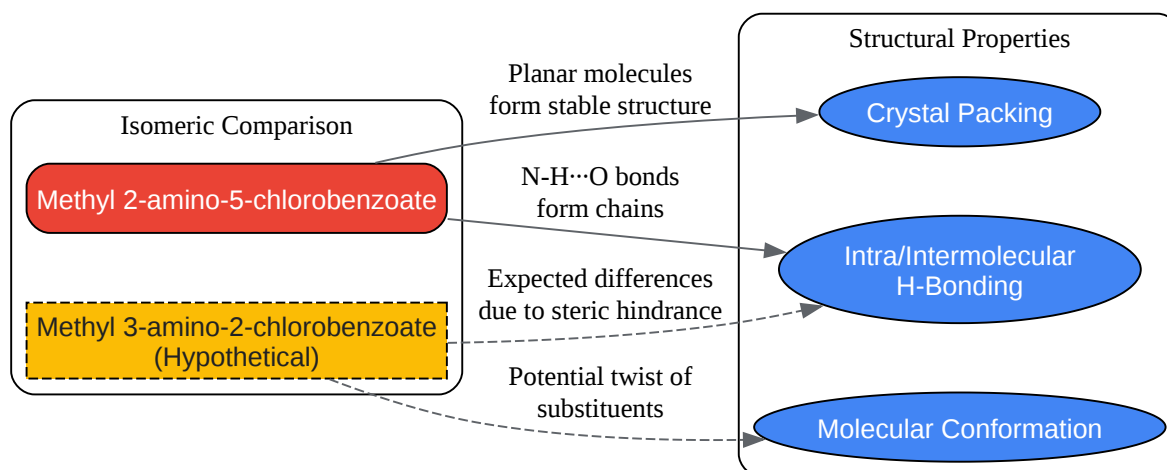 Isomeric Comparison
Methyl 2-amino-5-chlorobenzoate
Methyl 3-amino-2-chlorobenzoate
(Hypothetical)
Planar molecules
form stable structure
N-H···O bonds
form chains
Expected differences
due to steric hindrance
Potential twist of
substituents
Structural Properties
Crystal Packing
Intra/Intermolecular
H-Bonding
Molecular Conformation